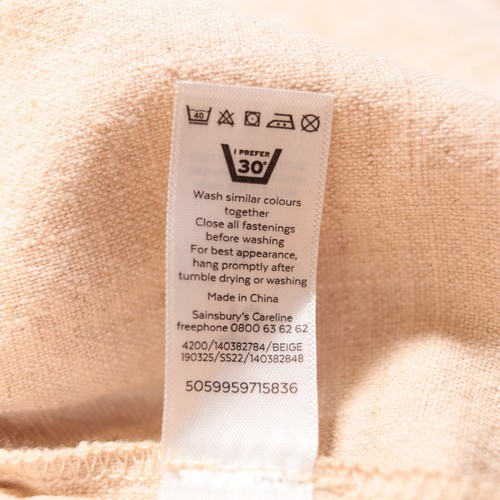 40
I PREFER
30°
Wash similar colours
together
Close all fastenings
before washing
For best appearance,
hang promptly after
tumble drying or washing
Made in China
Sainsbury's Careline
freephone 0800 63 62 62
4200/140382784/BEIGE
190325/SS22/140382848
5059959715836